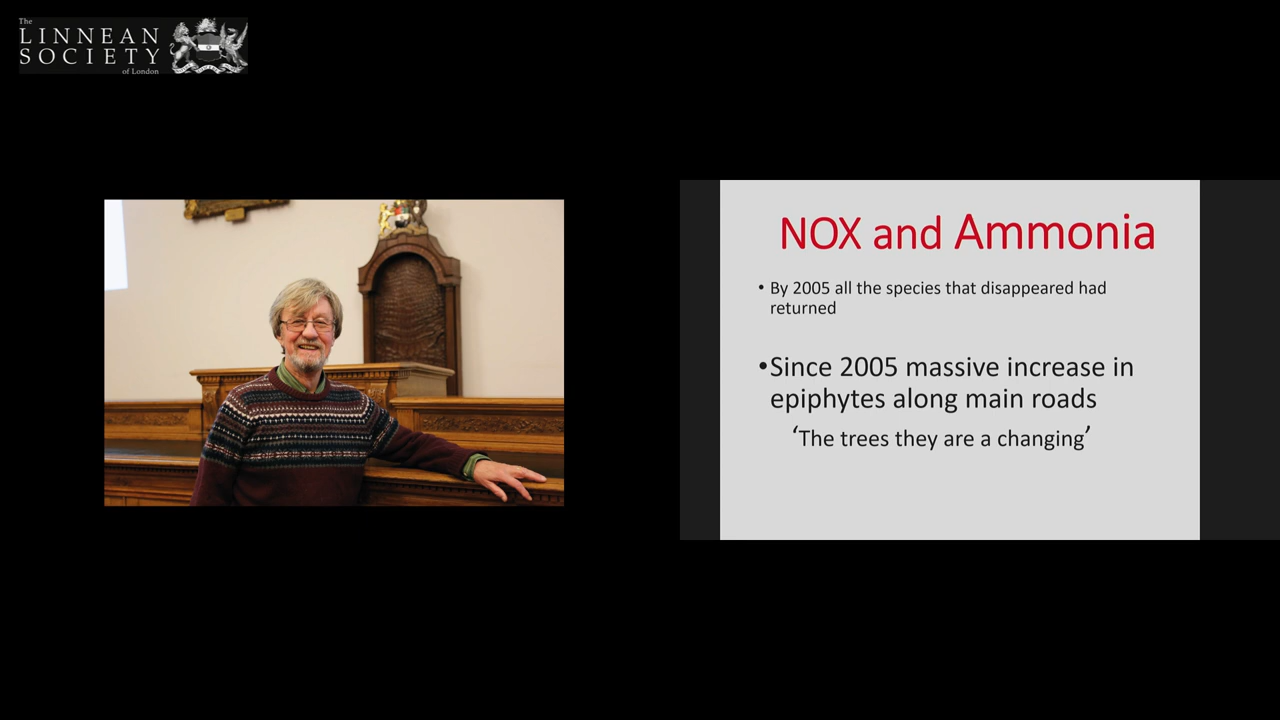 The
LINNEAN
SOCIETY
of London
NOX and Ammonia
• By 2005 all the species that disappeared had
returned
•Since 2005 massive increase in
epiphytes along main roads
‘The trees they are a changing’